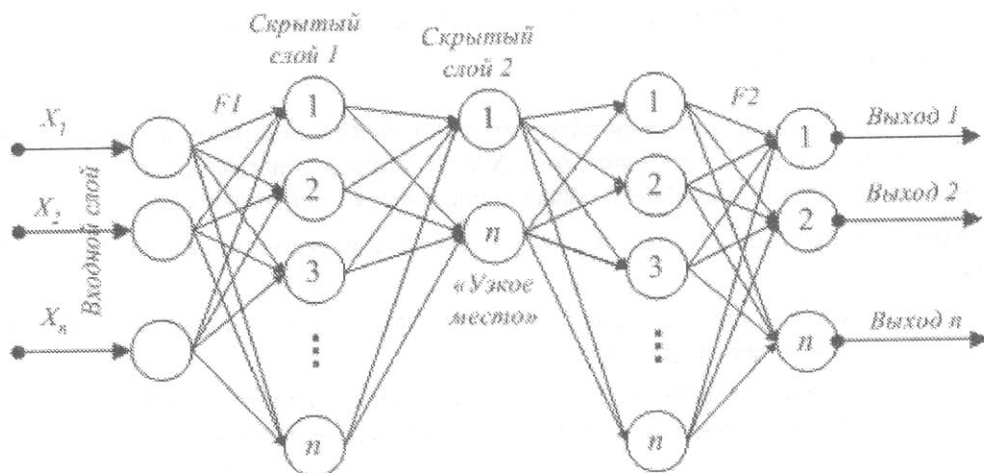 Скрытый
слой 1
Скрытый
слой 2
X1
X2
Xn
Входной слой
F1
1
2
3
n
1
n
«Узкое
место»
1
2
3
n
F2
1
2
n
Выход 1
Выход 2
Выход n